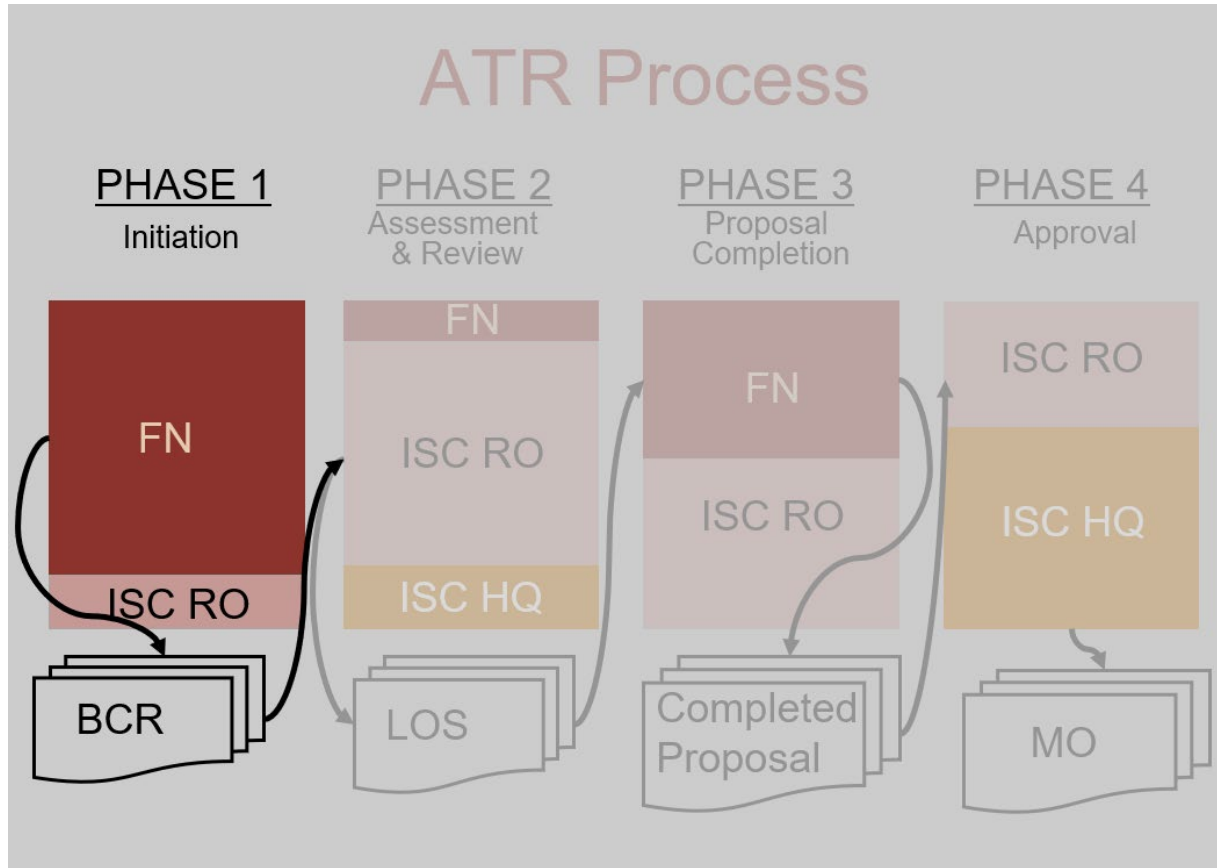 ATR Process
PHASE 1
Initiation
PHASE 2
Assessment
& Review
PHASE 3
Proposal
Completion
PHASE 4
Approval
FN
ISC RO
BCR
FN
ISC RO
ISC HQ
LOS
FN
ISC RO
Completed
Proposal
ISC RO
ISC HQ
MO